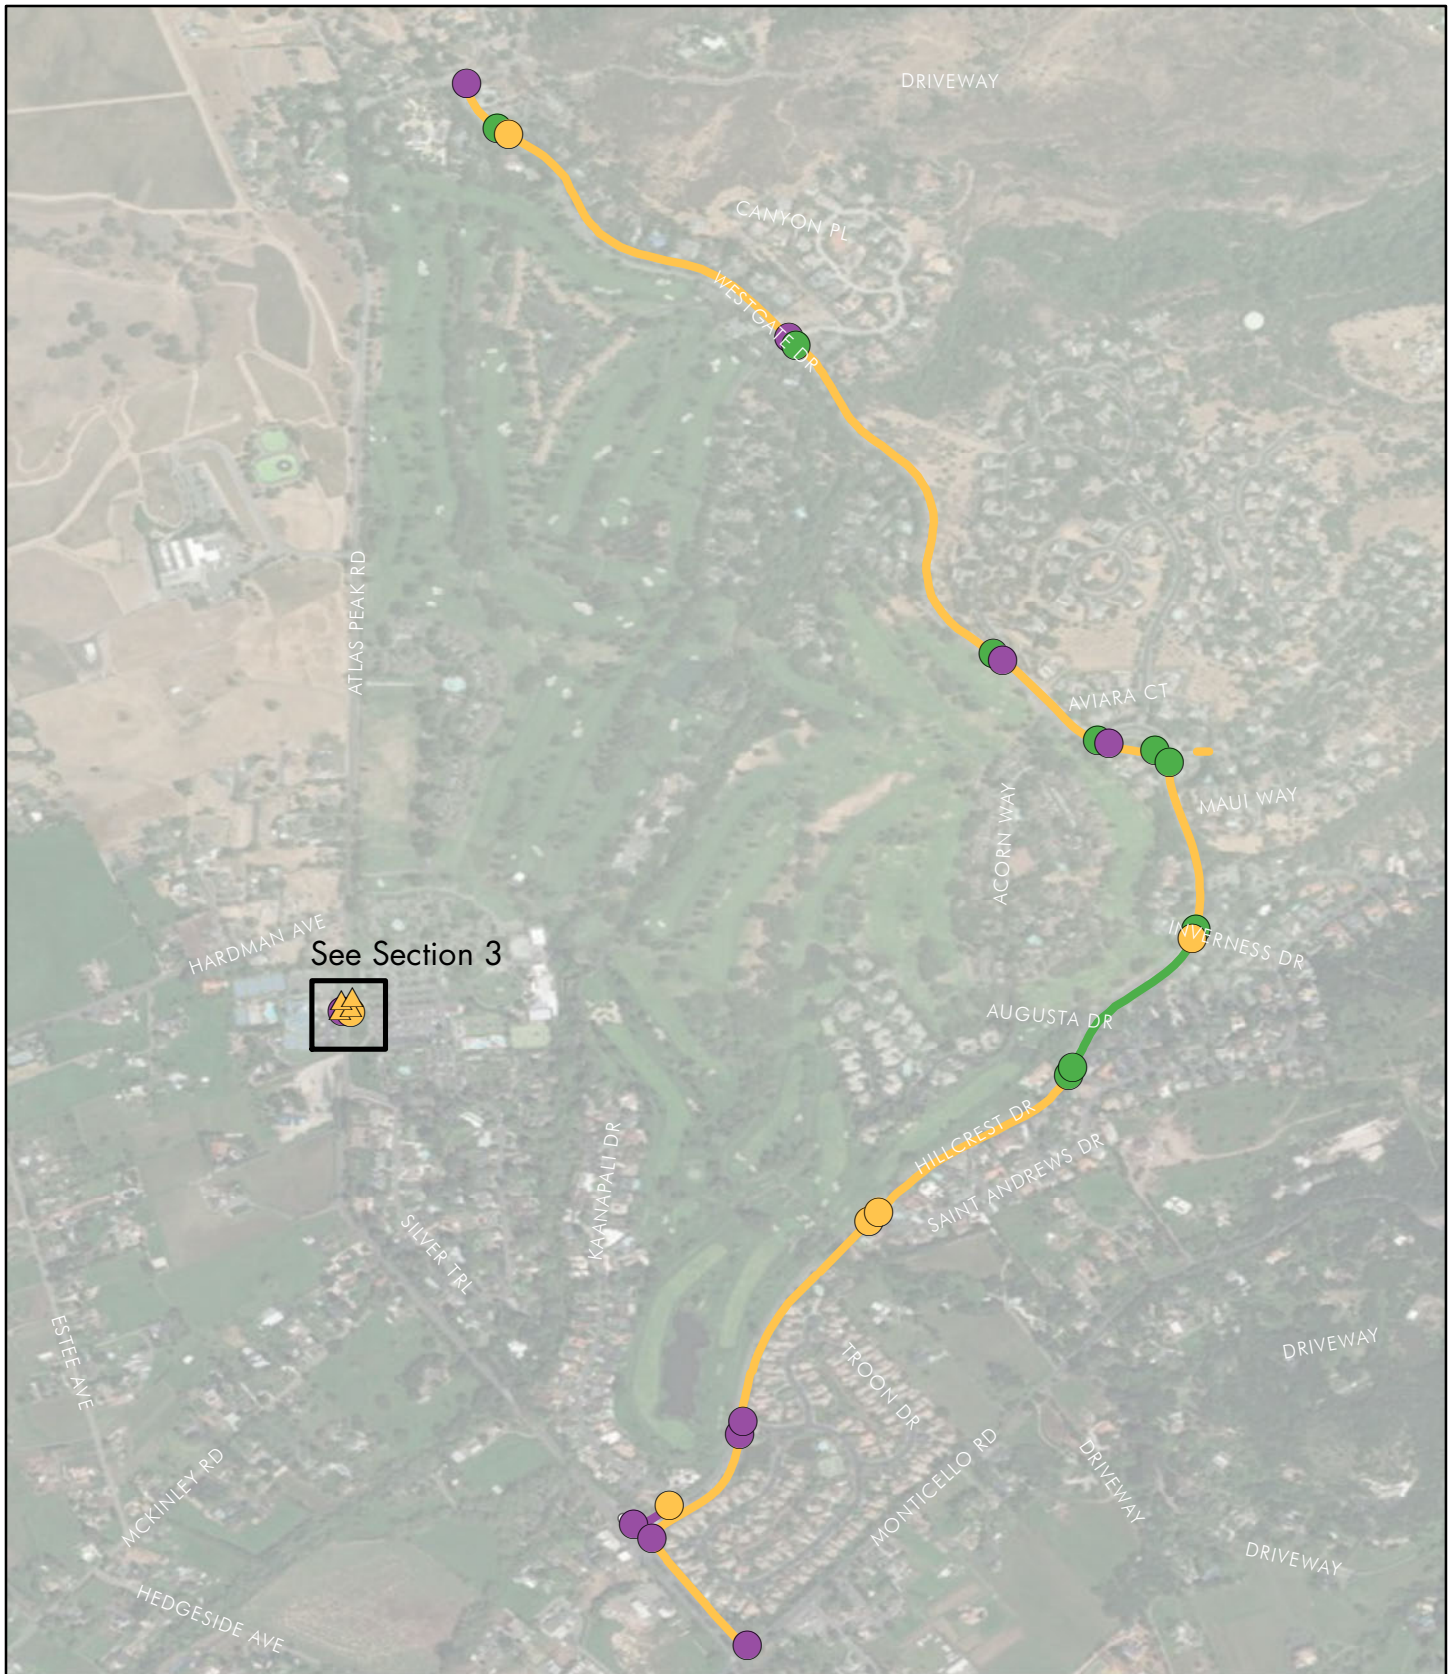 DRIVEWAY
CANYON PL
WESTGATE DR
ATLAS PEAK RD
AVIARA CT
MAUI WAY
ACORN WAY
HARDMAN AVE
INVERNESS DR
See Section 3
AUGUSTA DR
HILLCREST DR
SAINT ANDREWS DR
KAANAPALI DR
SILVER TRL
ESTEE AVE
DRIVEWAY
TROON DR
MONTICELLO RD
DRIVEWAY
MCKINLEY RD
DRIVEWAY
HEDGESIDE AVE